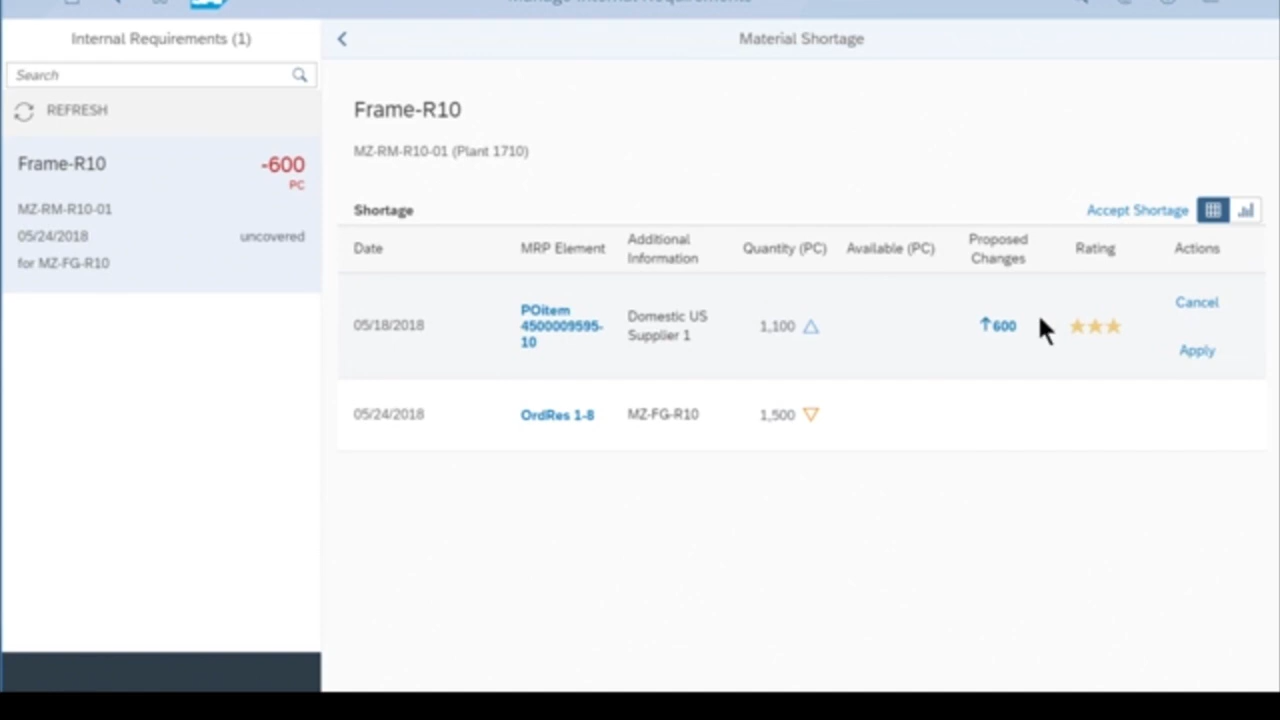 Manage Internal Requirements
Internal Requirements (1)
Material Shortage
Search
REFRESH
Frame-R10
-600
PC
MZ-RM-R10-01
05/24/2018
uncovered
for MZ-FG-R10
Frame-R10
MZ-RM-R10-01 (Plant 1710)
Shortage
Accept Shortage
Date
MRP Element
Additional
Information
Quantity (PC)
Available (PC)
Proposed
Changes
Rating
Actions
05/18/2018
POitem
4500009595-
10
Domestic US
Supplier 1
1,100
600
Cancel
Apply
05/24/2018
OrdRes 1-8
MZ-FG-R10
1,500